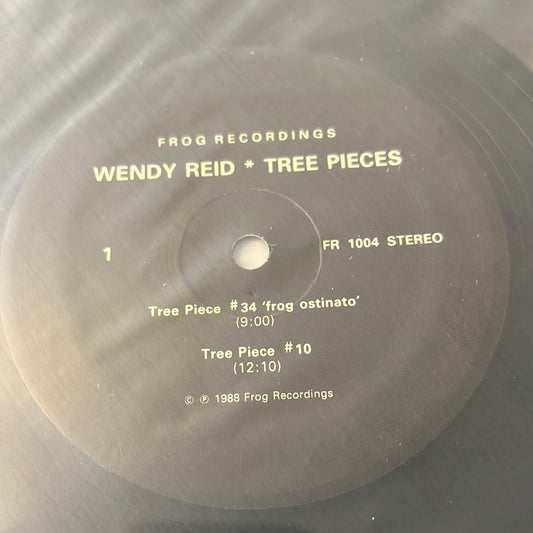 FROG RECORDINGS
WENDY REID * TREE PIECES
1
FR 1004 STEREO
Tree Piece #34 'frog ostinato'
(9:00)
Tree Piece #10
(12:10)
© ℗ 1988 Frog Recordings